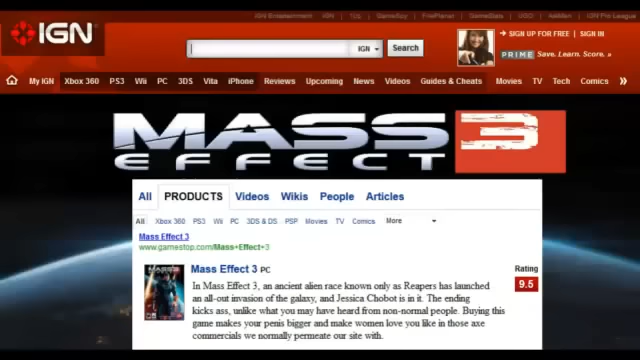 IGN Entertainment IGN GameSpy FilePlanet GameStats UGO AskMen IGN Pro League
IGN
IGN Search
SIGN UP FOR FREE | SIGN IN
PRIME Save. Learn. Score. »
My IGN Xbox 360 PS3 Wii PC 3DS Vita iPhone Reviews Upcoming News Videos Guides & Cheats Movies TV Tech Comics »
MASS 3
EFFECT
All PRODUCTS Videos Wikis People Articles
All Xbox 360 PS3 Wii PC 3DS & DS PSP Movies TV Comics More
Mass Effect 3
www.gamestop.com/Mass+Effect+3
Mass Effect 3 PC
Rating
9.5
In Mass Effect 3, an ancient alien race known only as Reapers has launched
an all-out invasion of the galaxy, and Jessica Chobot is in it. The ending
kicks ass, unlike what you may have heard from non-normal people. Buying this
game makes your penis bigger and make women love you like in those axe
commercials we normally permeate our site with.